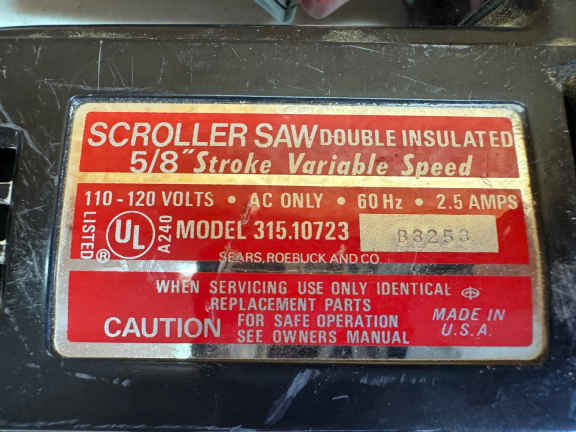 SCROLLER SAW DOUBLE INSULATED
5/8" Stroke Variable Speed
110-120 VOLTS • AC ONLY • 60 Hz • 2.5 AMPS
LISTED UL ® A240 MODEL 315.10723 B3253
SEARS, ROEBUCK AND CO.
WHEN SERVICING USE ONLY IDENTICAL
REPLACEMENT PARTS
CAUTION FOR SAFE OPERATION
SEE OWNERS MANUAL
MADE IN
U.S.A.